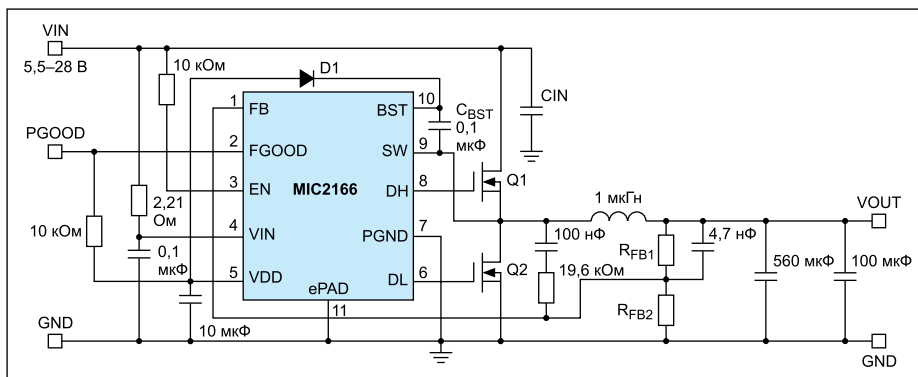 VIN
5,5–28 В
10 кОм
D1
CIN
1
FB
BST
10
CBST
0,1
мкФ
PGOOD
2
FGOOD
SW
9
3
EN
MIC2166
DH
8
Q1
2,21
Ом
1 мкГн
VOUT
4
VIN
PGND
7
100 нФ
RFB1
4,7 нФ
10 кОм
0,1
мкФ
5
VDD
DL
6
Q2
19,6 кОм
560 мкФ
100 мкФ
ePAD
11
RFB2
GND
10 мкФ
GND